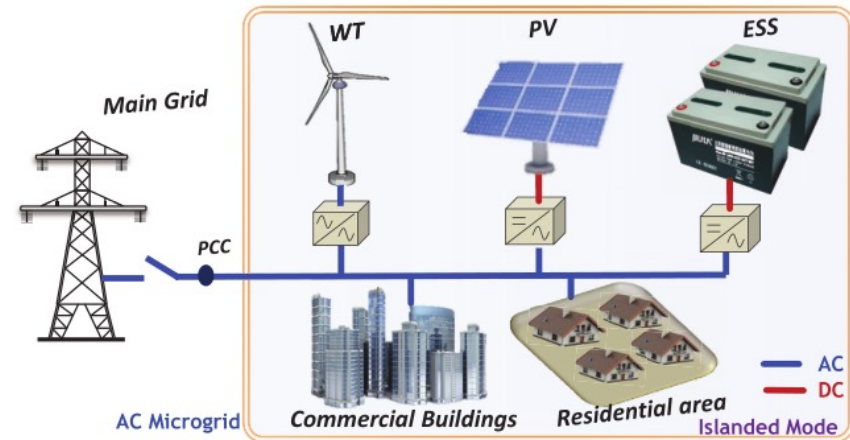 WT
PV
ESS
Main Grid
PCC
AC
DC
Commercial Buildings
Residential area
AC Microgrid
Islanded Mode